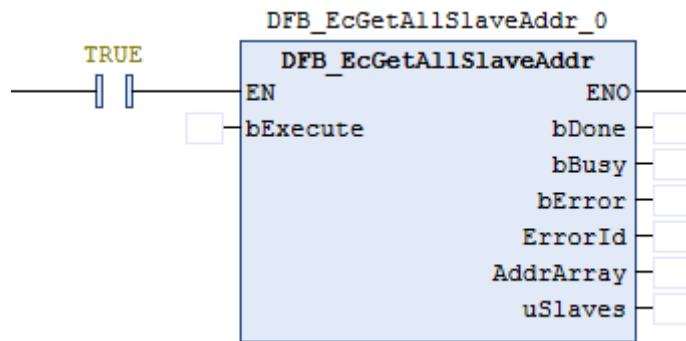 DFB_EcGetAllSlaveAddr_0
TRUE
DFB_EcGetAllSlaveAddr
EN ENO
bExecute bDone
bBusy
bError
ErrorId
AddrArray
uSlaves